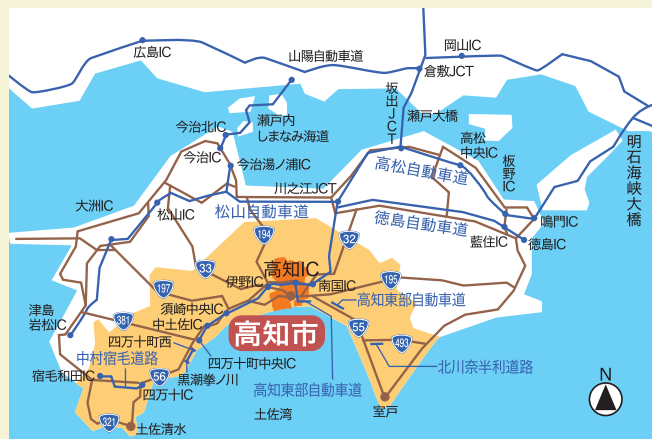 広島IC
山陽自動車道
岡山IC
倉敷JCT
坂出JCT
瀬戸大橋
瀬戸内
しまなみ海道
今治北IC
今治IC
今治湯ノ浦IC
高松
中央IC
板野
IC
明石海峡大橋
高松自動車道
川之江JCT
大洲IC
松山IC
松山自動車道
徳島自動車道
鳴門IC
藍住IC
徳島IC
194
32
33
高知IC
伊野IC
南国IC
195
197
高知東部自動車道
津島
岩松IC
須崎中央IC
中土佐IC
381
高知市
55
四万十町西
493
中村宿毛道路
四万十町中央IC
北川奈半利道路
宿毛和田IC
56
黒潮拳ノ川
高知東部自動車道
四万十IC
土佐湾
室戸
321
土佐清水
N